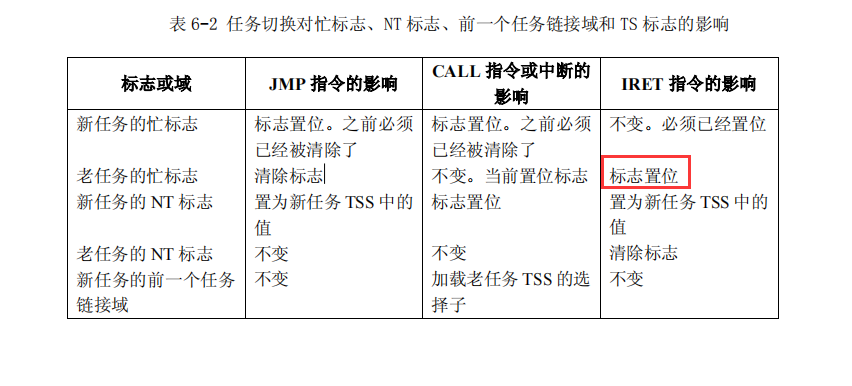 表 6-2 任务切换对忙标志、NT 标志、前一个任务链接域和 TS 标志的影响
标志或域 JMP 指令的影响 CALL 指令或中断的影响 IRET 指令的影响
新任务的忙标志 标志置位。之前必须已经被清除了 标志置位。之前必须已经被清除了 不变。必须已经置位
老任务的忙标志 清除标志 不变。当前置位标志 标志置位
新任务的 NT 标志 置为新任务 TSS 中的值 标志置位 置为新任务 TSS 中的值
老任务的 NT 标志 不变 不变 清除标志
新任务的前一个任务链接域 不变 加载老任务 TSS 的选择子 不变